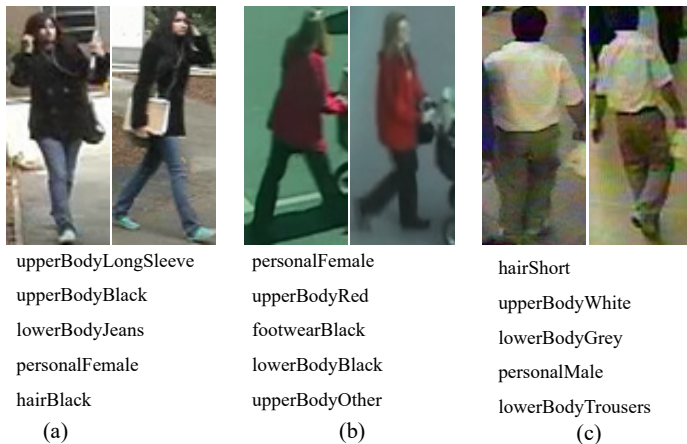 upperBodyLongSleeve
upperBodyBlack
lowerBodyJeans
personalFemale
hairBlack
(a)
personalFemale
upperBodyRed
footwearBlack
lowerBodyBlack
upperBodyOther
(b)
hairShort
upperBodyWhite
lowerBodyGrey
personalMale
lowerBodyTrousers
(c)